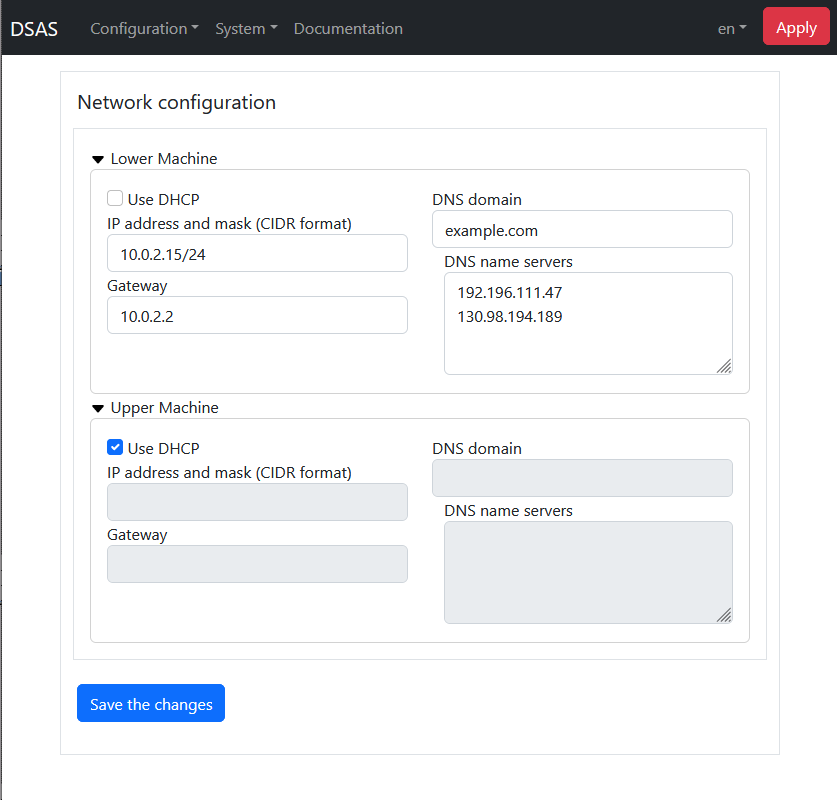 DSAS Configuration System Documentation en Apply
Network configuration
Lower Machine
Use DHCP
IP address and mask (CIDR format)
10.0.2.15/24
Gateway
10.0.2.2
DNS domain
example.com
DNS name servers
192.196.111.47
130.98.194.189
Upper Machine
Use DHCP
IP address and mask (CIDR format)
Gateway
DNS domain
DNS name servers
Save the changes